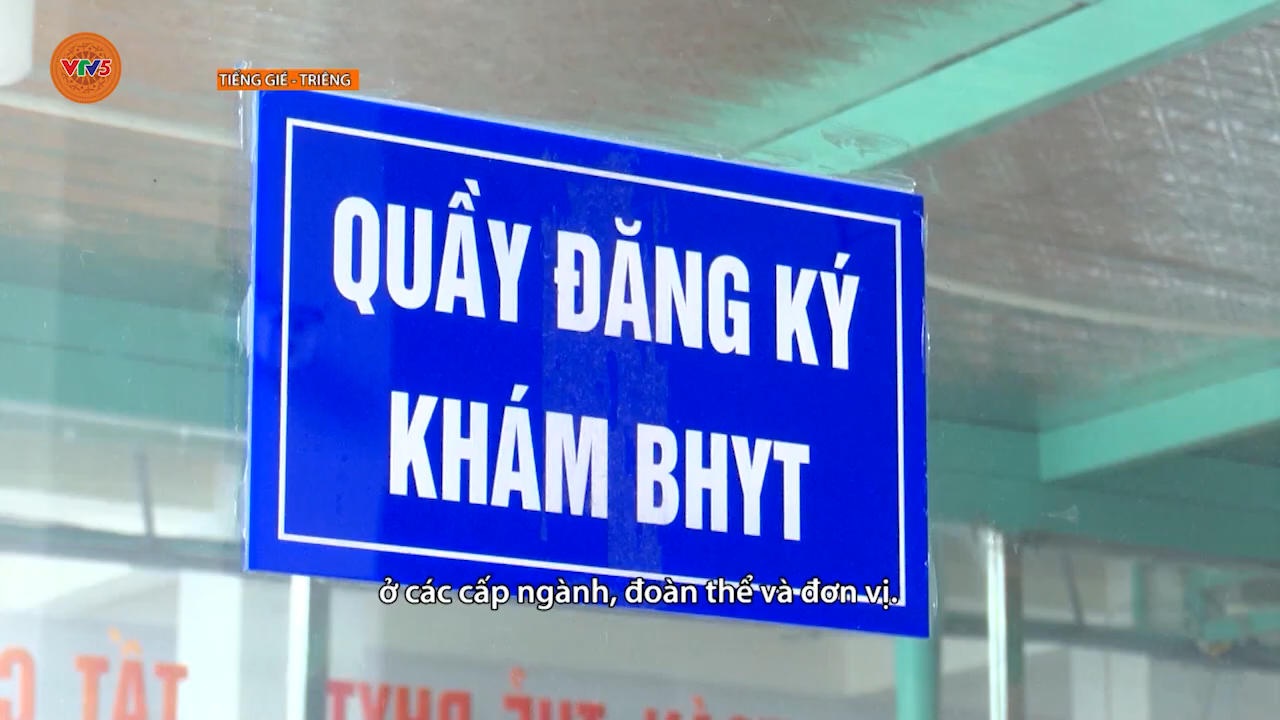 VTV5
TIẾNG GIÉ - TRIÊNG
QUẦY ĐĂNG KÝ
KHÁM BHYT
ở các cấp ngành, đoàn thể và đơn vị.